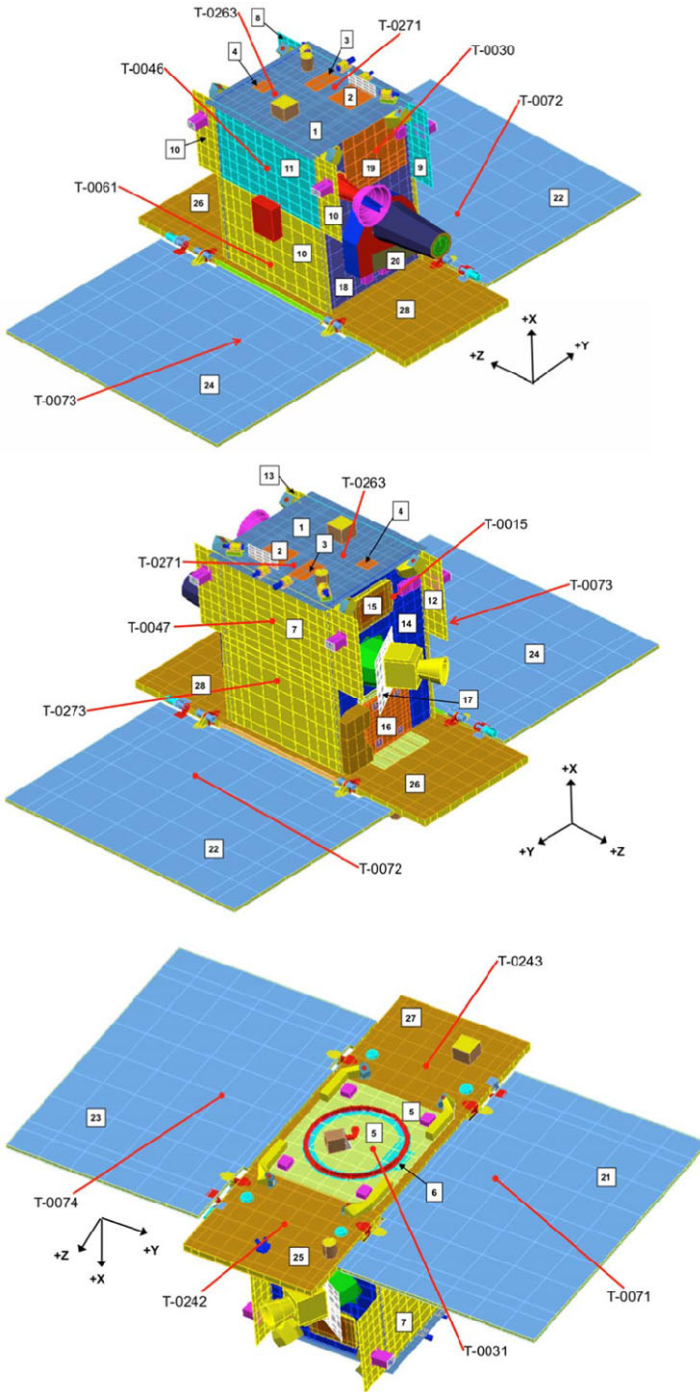 8
T-0263
3
4
T-0271
T-0046
T-0030
2
T-0072
1
10
11
19
9
22
T-0061
26
10
10
20
18
28
+X
+Z
+Y
24
T-0073
13
T-0263
1
4
T-0015
2
3
T-0271
T-0073
15
12
T-0047
7
14
24
28
17
T-0273
16
26
+X
22
+Y
+Z
T-0072
T-0243
27
23
5
5
21
6
T-0074
+Z
+Y
+X
25
T-0242
T-0071
7
T-0031